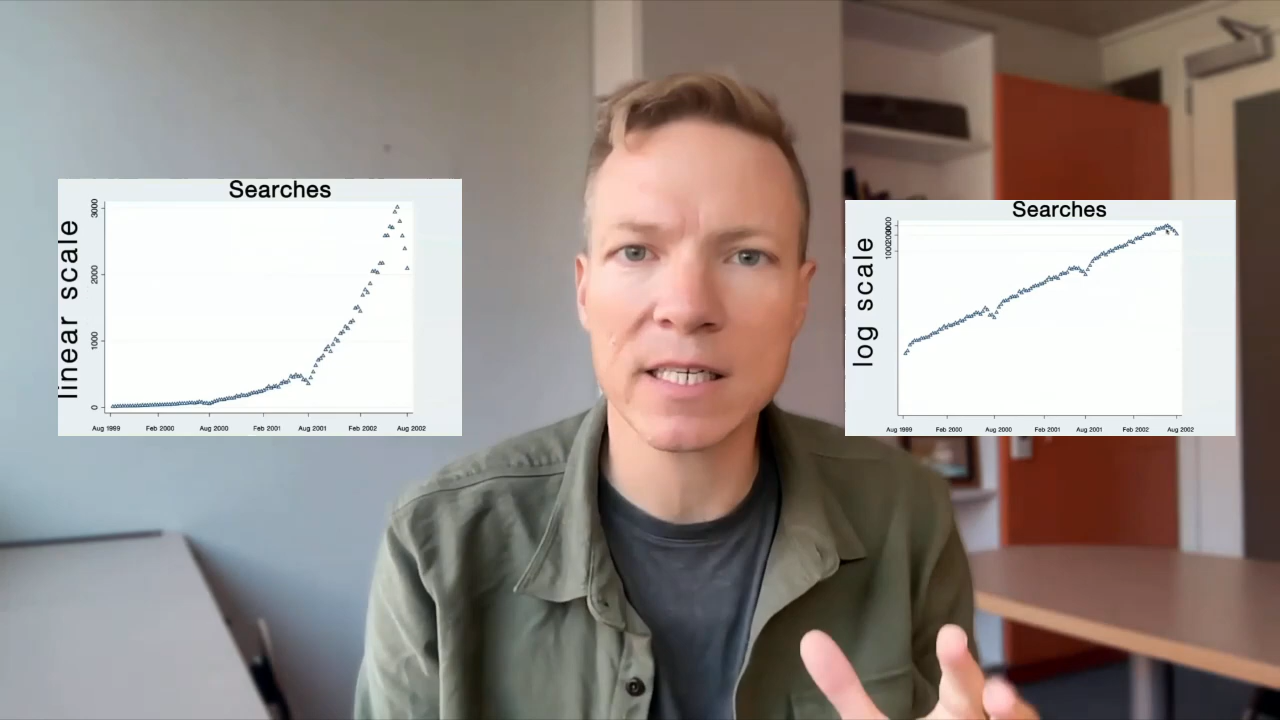 Searches
linear scale
3000
2000
1000
0
Aug 1999
Feb 2000
Aug 2000
Feb 2001
Aug 2001
Feb 2002
Aug 2002
Searches
log scale
1000
Aug 1999
Feb 2000
Aug 2000
Feb 2001
Aug 2001
Feb 2002
Aug 2002